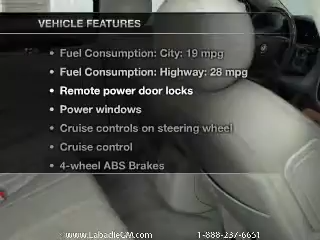 VEHICLE FEATURES
• Fuel Consumption: City: 19 mpg
• Fuel Consumption: Highway: 28 mpg
• Remote power door locks
• Power windows
• Cruise controls on steering wheel
• Cruise control
• 4-wheel ABS Brakes
www.LabadieGM.com 1-888-237-6651